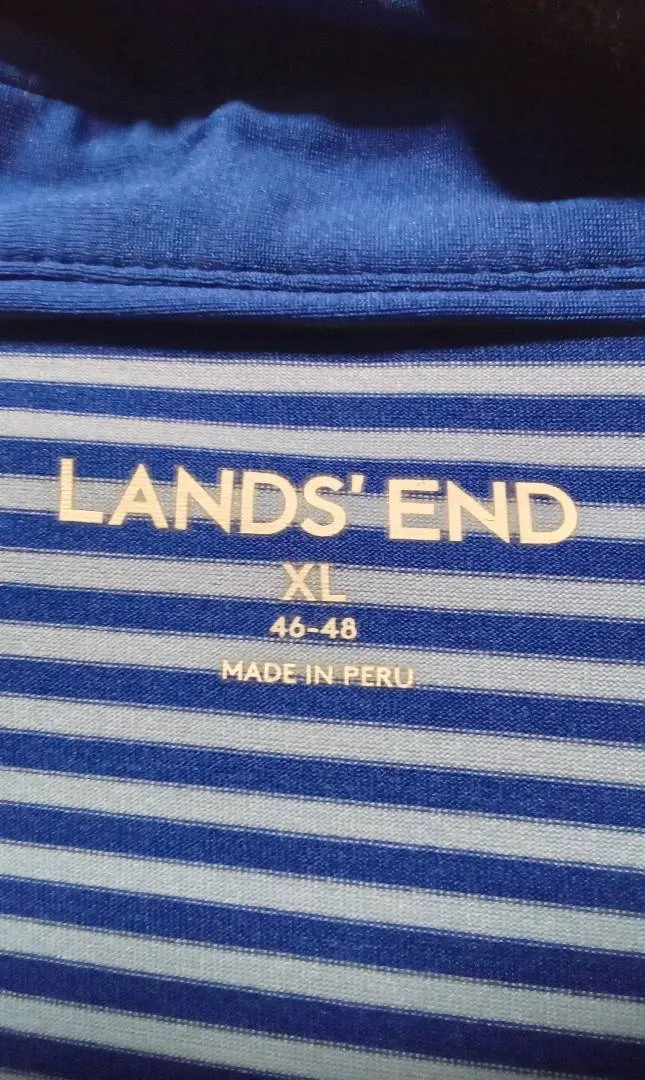 LANDS' END
XL
46-48
MADE IN PERU